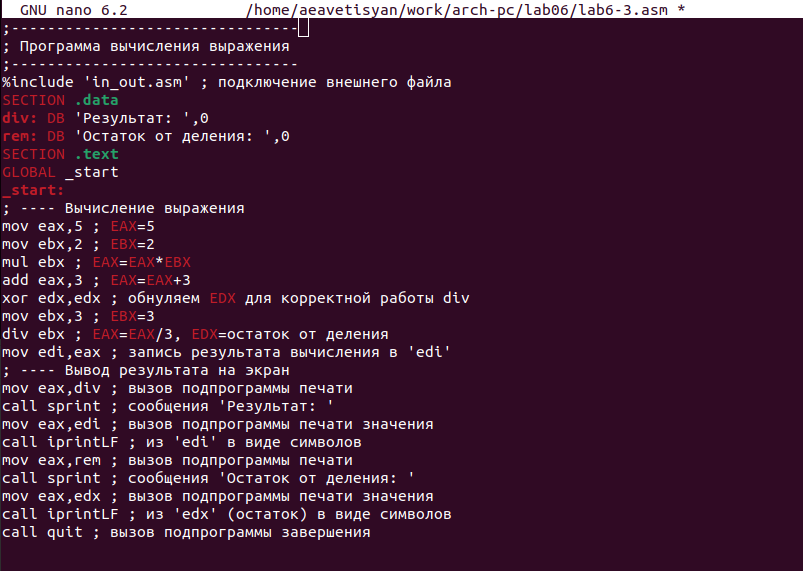 GNU nano 6.2 /home/aeavetisyan/work/arch-pc/lab06/lab6-3.asm *
;--------------------------------
; Программа вычисления выражения
;--------------------------------
%include 'in_out.asm' ; подключение внешнего файла
SECTION .data
div: DB 'Результат: ',0
rem: DB 'Остаток от деления: ',0
SECTION .text
GLOBAL _start
_start:
; ---- Вычисление выражения
mov eax,5 ; EAX=5
mov ebx,2 ; EBX=2
mul ebx ; EAX=EAX*EBX
add eax,3 ; EAX=EAX+3
xor edx,edx ; обнуляем EDX для корректной работы div
mov ebx,3 ; EBX=3
div ebx ; EAX=EAX/3, EDX=остаток от деления
mov edi,eax ; запись результата вычисления в 'edi'
; ---- Вывод результата на экран
mov eax,div ; вызов подпрограммы печати
call sprint ; сообщения 'Результат: '
mov eax,edi ; вызов подпрограммы печати значения
call iprintLF ; из 'edi' в виде символов
mov eax,rem ; вызов подпрограммы печати
call sprint ; сообщения 'Остаток от деления: '
mov eax,edx ; вызов подпрограммы печати значения
call iprintLF ; из 'edx' (остаток) в виде символов
call quit ; вызов подпрограммы завершения